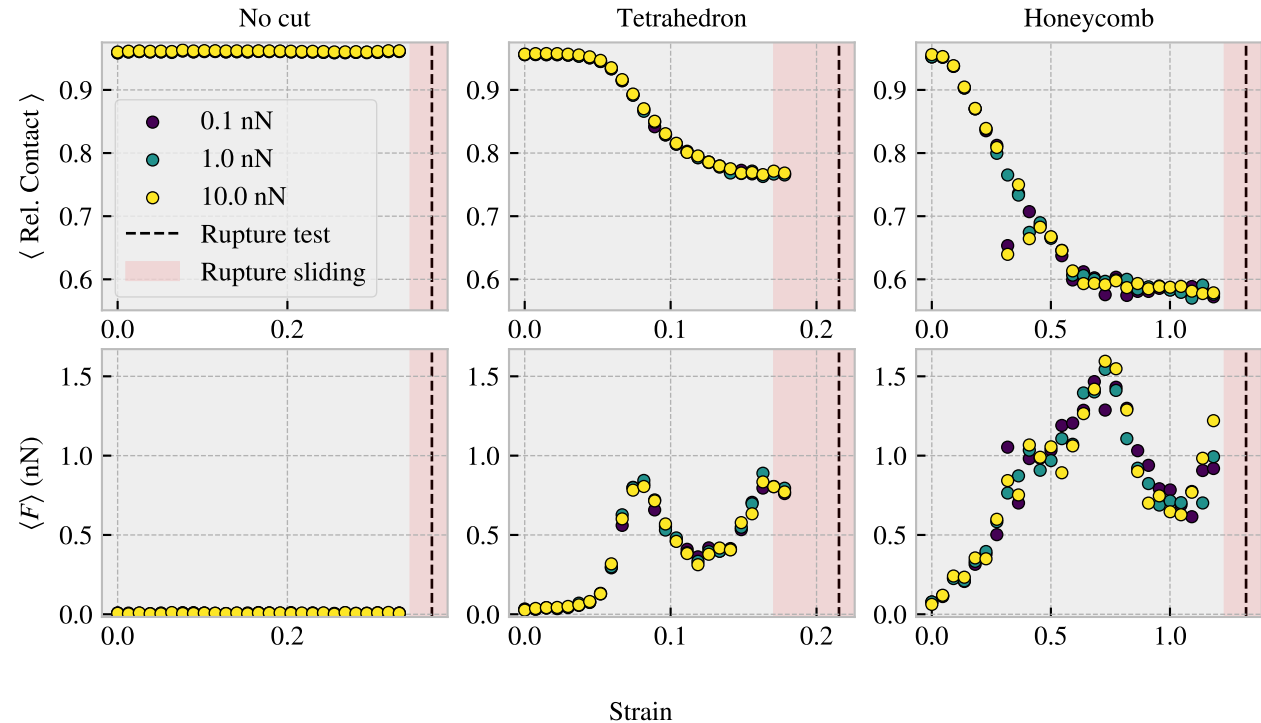 No cut
Tetrahedron
Honeycomb
⟨ Rel. Contact ⟩
0.9
0.8
0.7
0.6
0.1 nN
1.0 nN
10.0 nN
Rupture test
Rupture sliding
0.0 0.2
0.0 0.1 0.2
0.0 0.5 1.0
⟨F⟩ (nN)
1.5
1.0
0.5
0.0
0.0 0.2
0.0 0.1 0.2
0.0 0.5 1.0
Strain